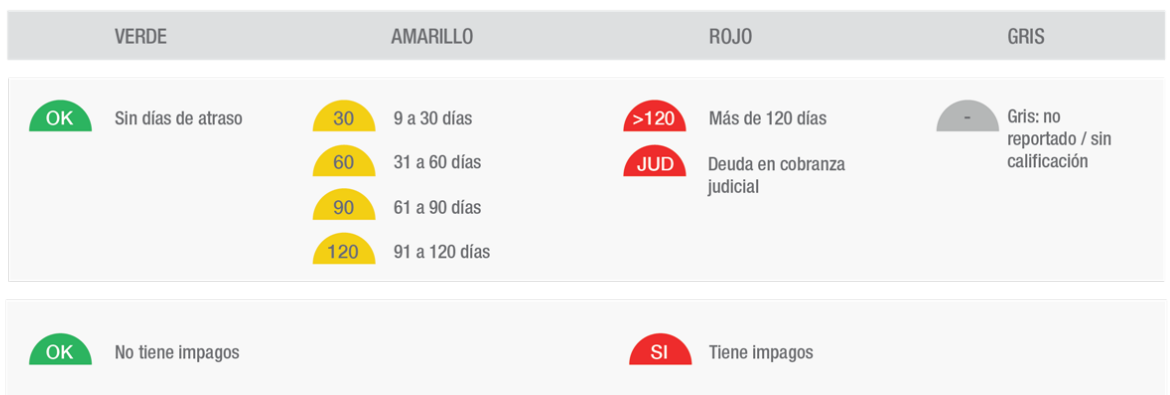 VERDE AMARILLO ROJO GRIS
OK Sin días de atraso 30 9 a 30 días >120 Más de 120 días - Gris: no
reportado / sin
calificación
60 31 a 60 días JUD Deuda en cobranza
judicial
90 61 a 90 días
120 91 a 120 días
OK No tiene impagos SI Tiene impagos